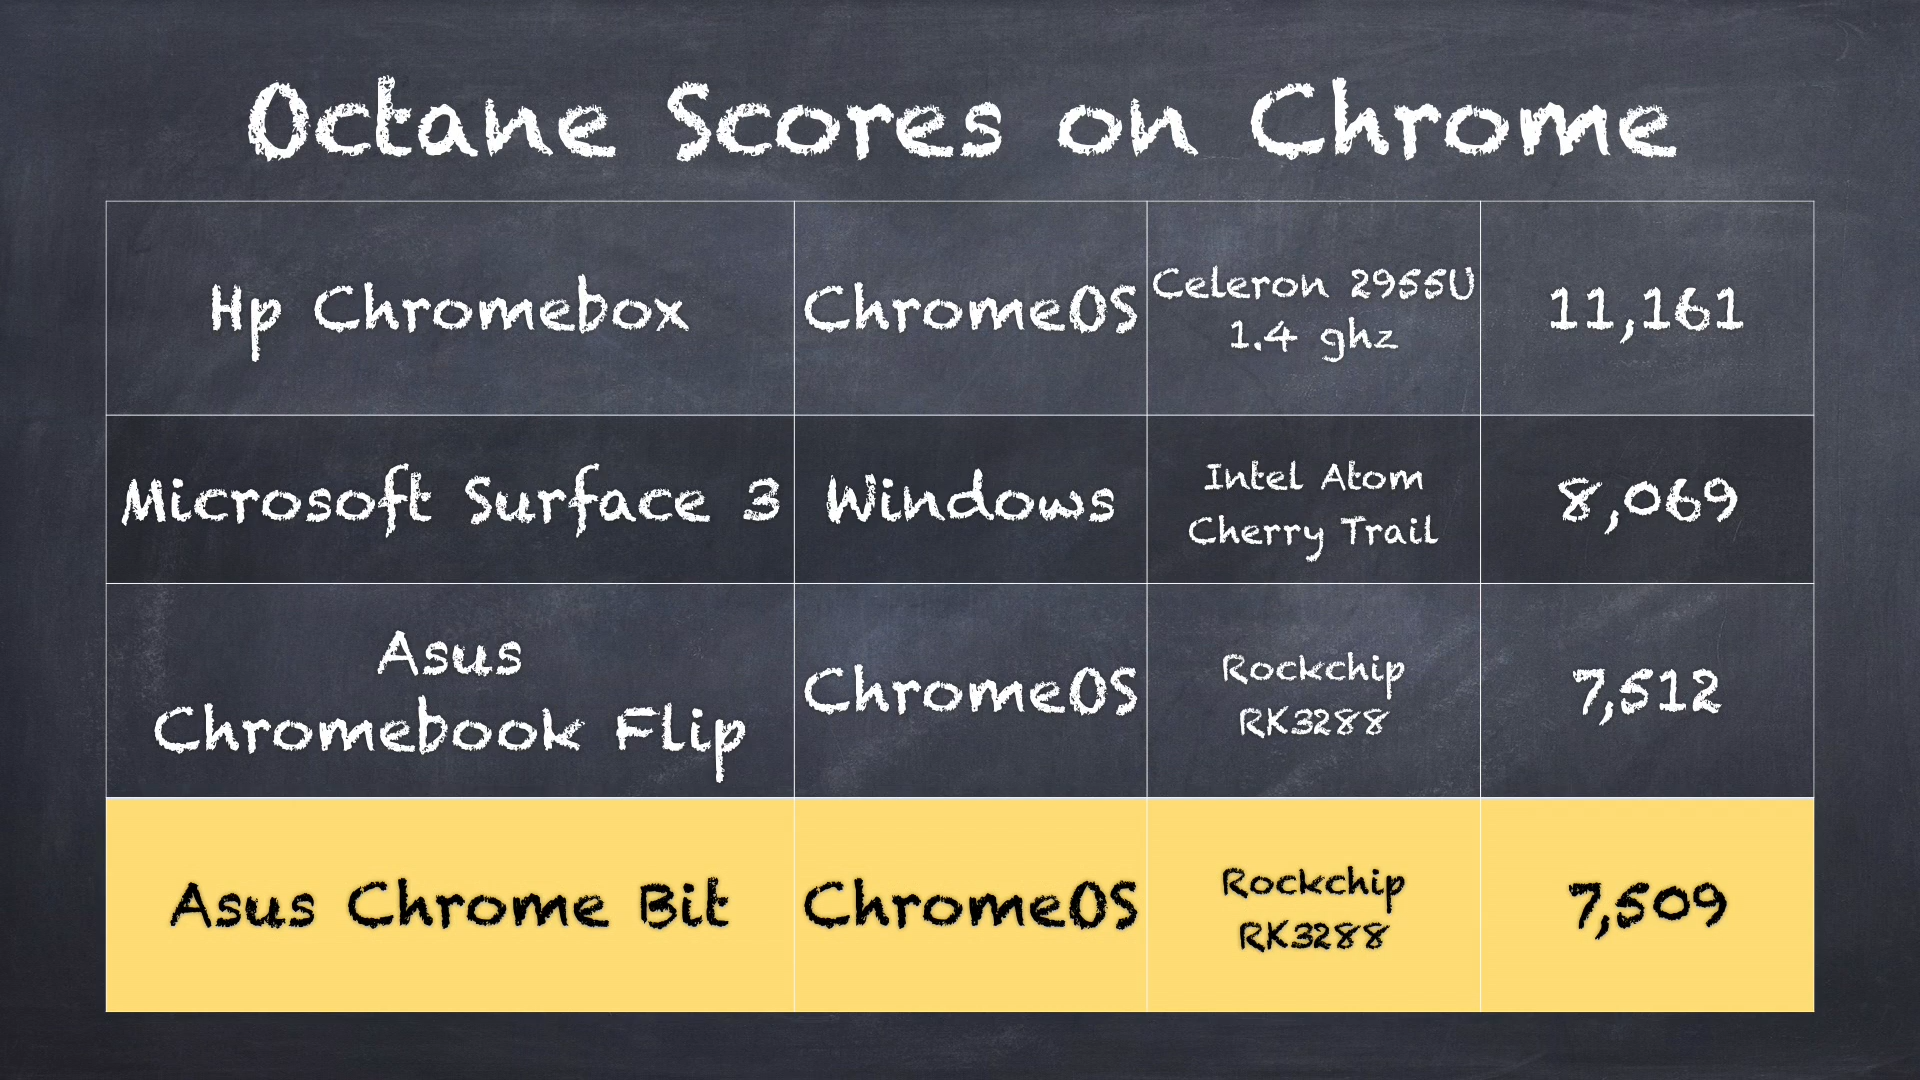 Octane Scores on Chrome
Hp Chromebox
ChromeOS
Celeron 2955U
1.4 ghz
11,161
Microsoft Surface 3
Windows
Intel Atom
Cherry Trail
8,069
Asus
Chromebook Flip
ChromeOS
Rockchip
RK3288
7,512
Asus Chrome Bit
ChromeOS
Rockchip
RK3288
7,509